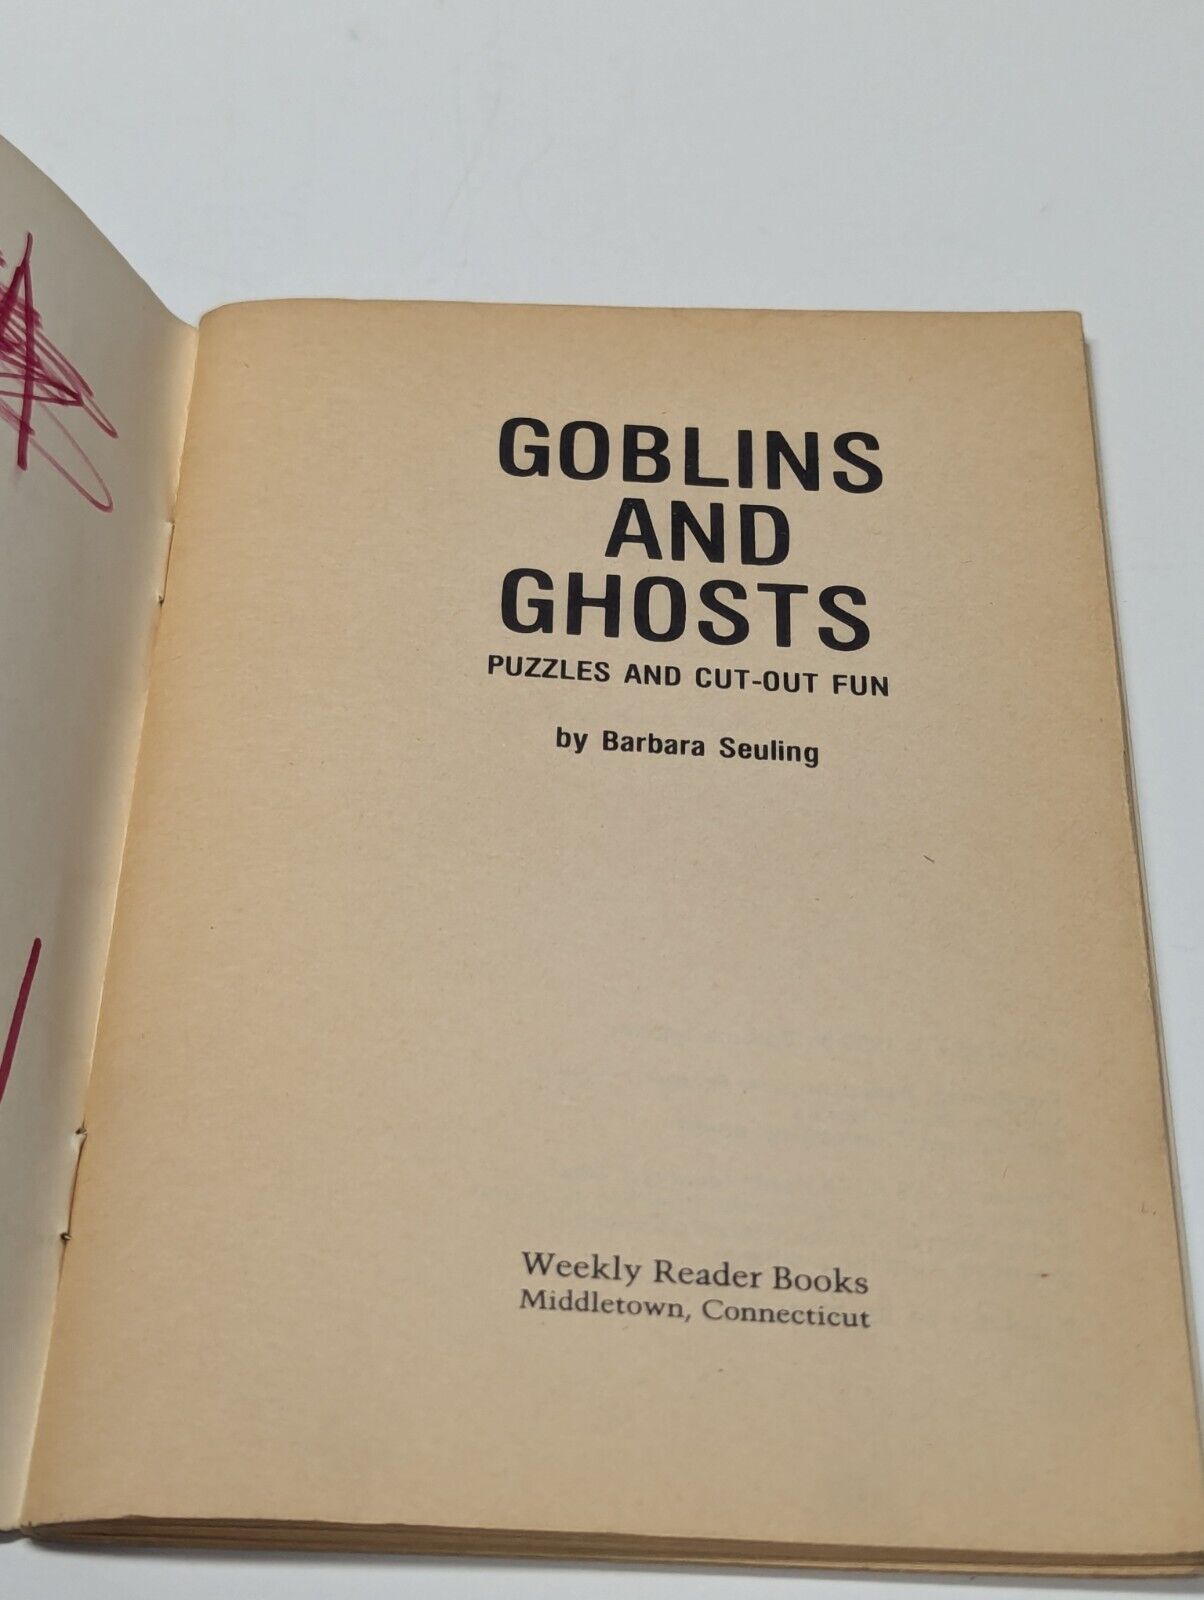 GOBLINS
AND
GHOSTS
PUZZLES AND CUT-OUT FUN
by Barbara Seuling
Weekly Reader Books
Middletown, Connecticut